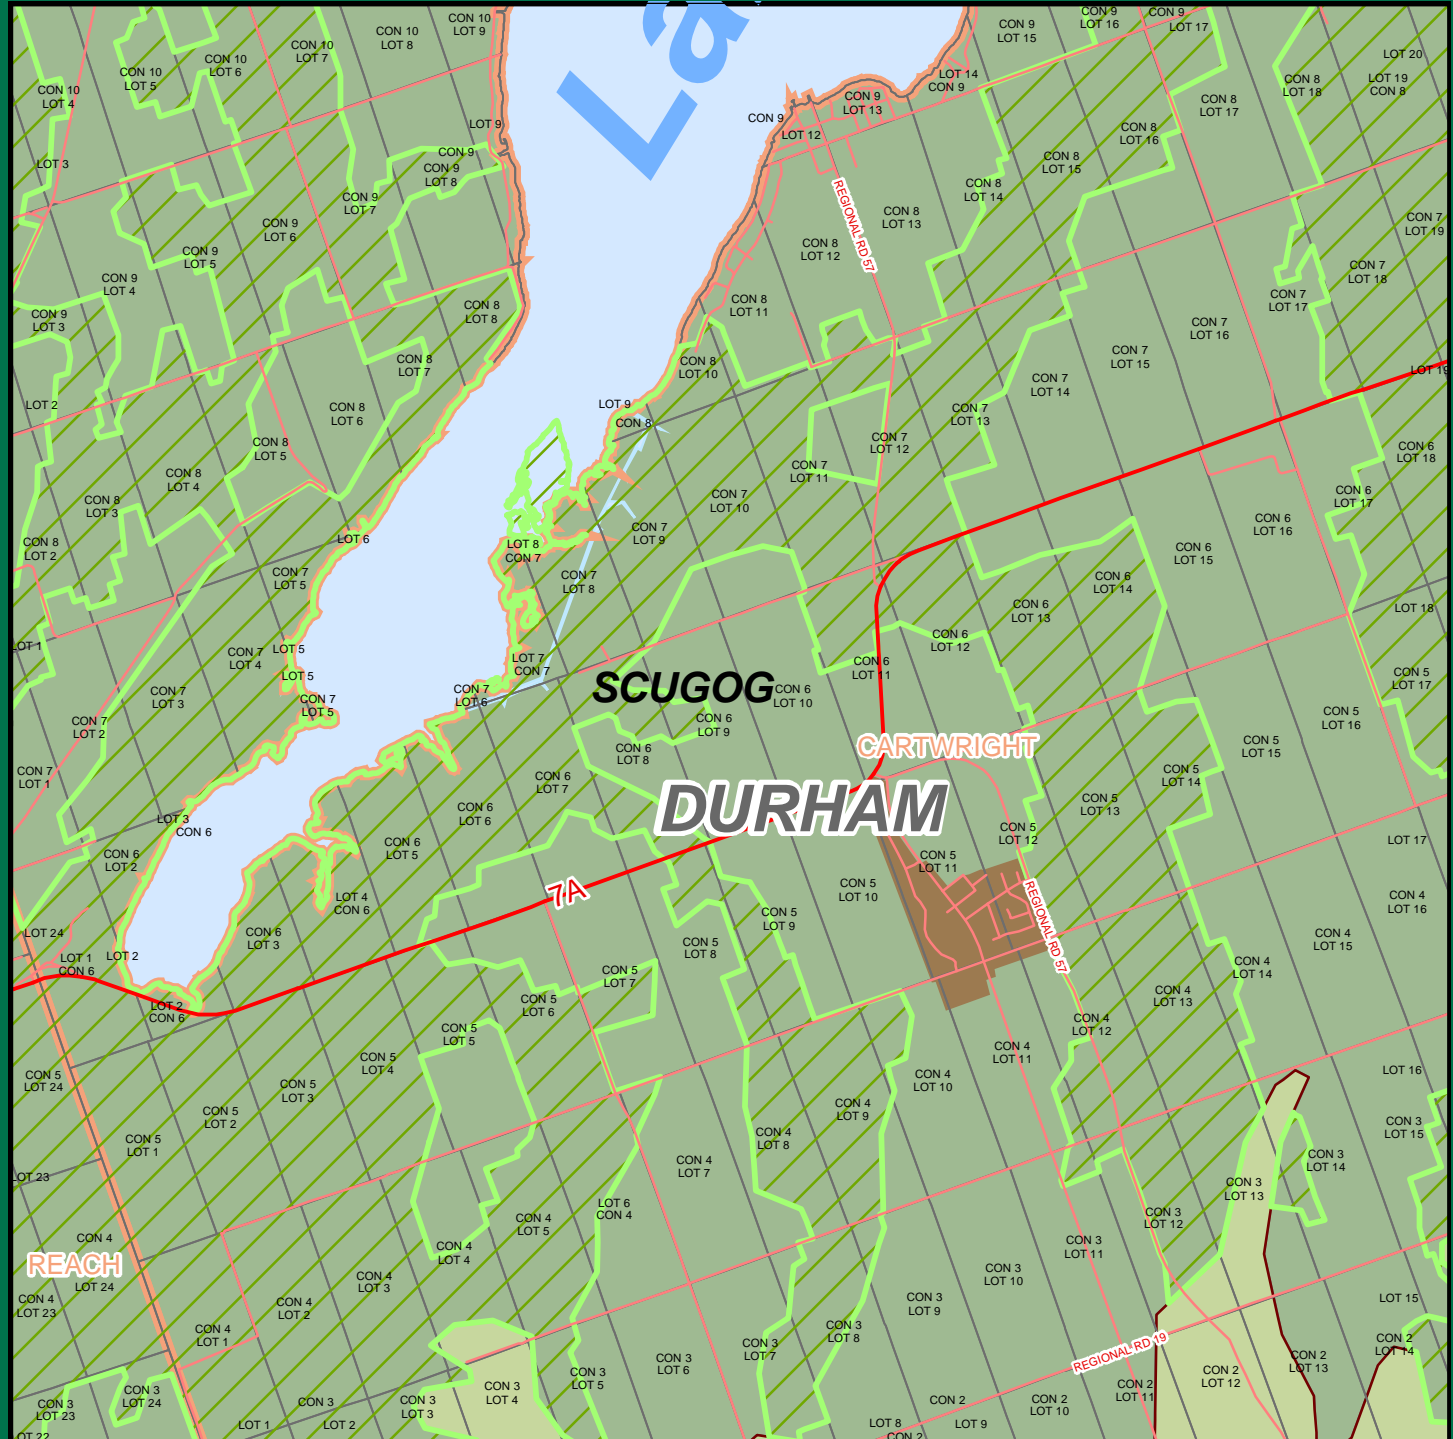 La
CON 10
LOT 9
CON 10
LOT 8
CON 10
LOT 7
CON 10
LOT 6
CON 10
LOT 5
CON 10
LOT 4
CON 9
LOT 15
CON 9
LOT 16
CON 9
LOT 17
LOT 20
LOT 19
CON 8
CON 8
LOT 18
LOT 14
CON 9
CON 9
LOT 13
CON 8
LOT 17
CON 9
LOT 12
LOT 9
CON 8
LOT 16
LOT 3
CON 9
CON 9
LOT 8
CON 8
LOT 15
CON 9
LOT 7
CON 8
LOT 14
REGIONAL RD 57
CON 8
LOT 13
CON 7
LOT 19
CON 9
LOT 6
CON 8
LOT 12
CON 9
LOT 5
CON 7
LOT 18
CON 9
LOT 4
CON 7
LOT 17
CON 8
LOT 11
CON 8
LOT 8
CON 9
LOT 3
CON 7
LOT 16
CON 7
LOT 15
CON 8
LOT 10
CON 8
LOT 7
LOT 19
CON 7
LOT 14
LOT 2
LOT 9
CON 8
CON 8
LOT 6
CON 7
LOT 13
CON 8
LOT 5
CON 7
LOT 12
CON 6
LOT 18
CON 7
LOT 11
CON 8
LOT 4
CON 7
LOT 10
CON 6
LOT 17
CON 8
LOT 3
CON 6
LOT 16
CON 7
LOT 9
LOT 6
CON 8
LOT 2
LOT 8
CON 7
CON 6
LOT 15
CON 7
LOT 5
CON 7
LOT 8
CON 6
LOT 14
CON 6
LOT 13
LOT 18
CON 6
LOT 12
LOT 1
LOT 5
CON 7
LOT 4
LOT 7
CON 7
CON 6
LOT 11
LOT 5
CON 5
LOT 17
CON 7
LOT 3
CON 7
LOT 6
SCUGOG
CON 6
LOT 10
CON 7
LOT 5
CON 5
LOT 16
CON 7
LOT 2
CON 6
LOT 9
CARTWRIGHT
CON 5
LOT 15
CON 6
LOT 8
CON 7
LOT 1
CON 6
LOT 7
CON 5
LOT 14
DURHAM
CON 5
LOT 13
CON 6
LOT 6
LOT 3
CON 6
CON 5
LOT 12
LOT 17
CON 6
LOT 5
CON 6
LOT 2
CON 5
LOT 11
7A
CON 5
LOT 10
CON 4
LOT 16
LOT 4
CON 6
CON 5
LOT 9
REGIONAL RD 57
LOT 24
CON 6
LOT 3
CON 4
LOT 15
CON 5
LOT 8
LOT 1
CON 6
LOT 2
CON 4
LOT 14
CON 5
LOT 7
CON 4
LOT 13
LOT 2
CON 6
CON 5
LOT 6
CON 4
LOT 12
CON 5
LOT 5
CON 4
LOT 11
CON 5
LOT 4
LOT 16
CON 5
LOT 24
CON 4
LOT 10
CON 5
LOT 3
CON 4
LOT 9
CON 5
LOT 2
CON 3
LOT 15
CON 4
LOT 8
CON 5
LOT 1
CON 4
LOT 7
CON 3
LOT 14
OT 23
CON 3
LOT 13
LOT 6
CON 4
CON 3
LOT 12
CON 4
LOT 5
CON 4
CON 3
LOT 11
CON 4
LOT 4
REACH
LOT 24
CON 3
LOT 10
CON 4
LOT 3
CON 4
LOT 23
CON 4
LOT 2
CON 3
LOT 9
LOT 15
CON 4
LOT 1
CON 3
LOT 8
CON 2
LOT 14
REGIONAL RD 19
CON 3
LOT 7
CON 2
LOT 13
CON 3
LOT 6
CON 2
LOT 12
CON 3
LOT 5
CON 3
LOT 4
CON 2
LOT 11
CON 3
LOT 24
CON 3
LOT 23
CON 3
CON 3
LOT 3
CON 2
CON 2
LOT 10
LOT 1
LOT 2
LOT 8
CON 2
LOT 9
OT 22